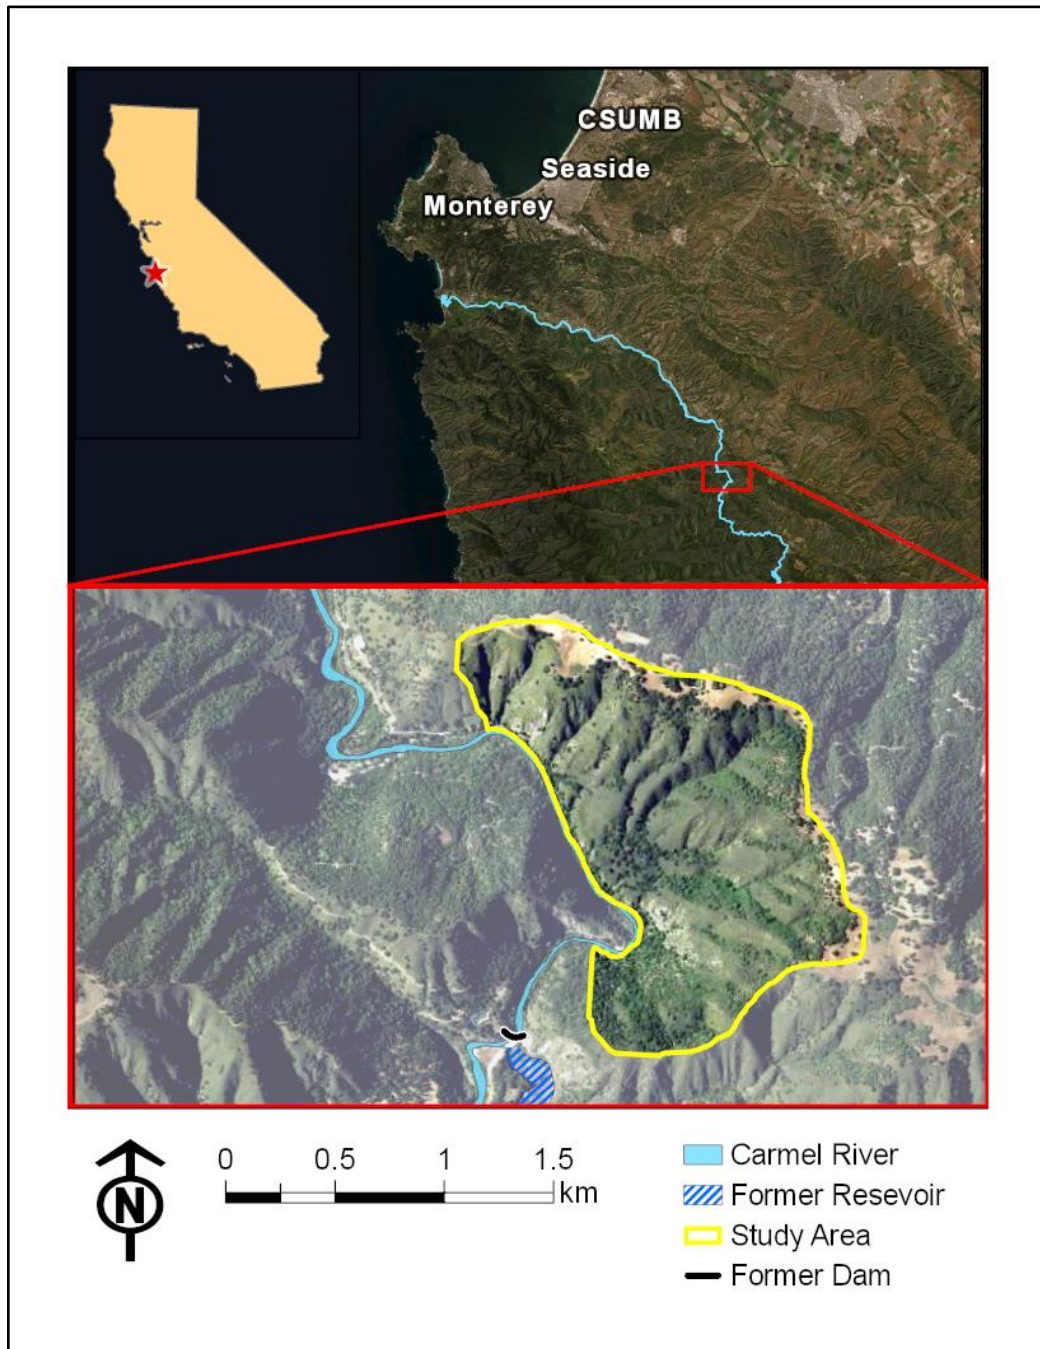 CSUMB
Seaside
Monterey
N
0 0.5 1 1.5
km
Carmel River
Former Resevoir
Study Area
Former Dam